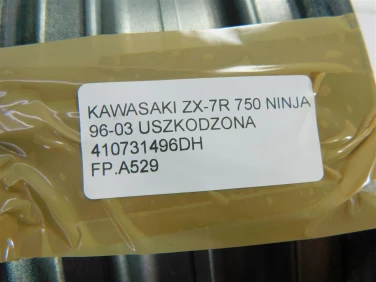 KAWASAKI ZX-7R 750 NINJA
96-03 USZKODZONA
410731496DH
FP.A529